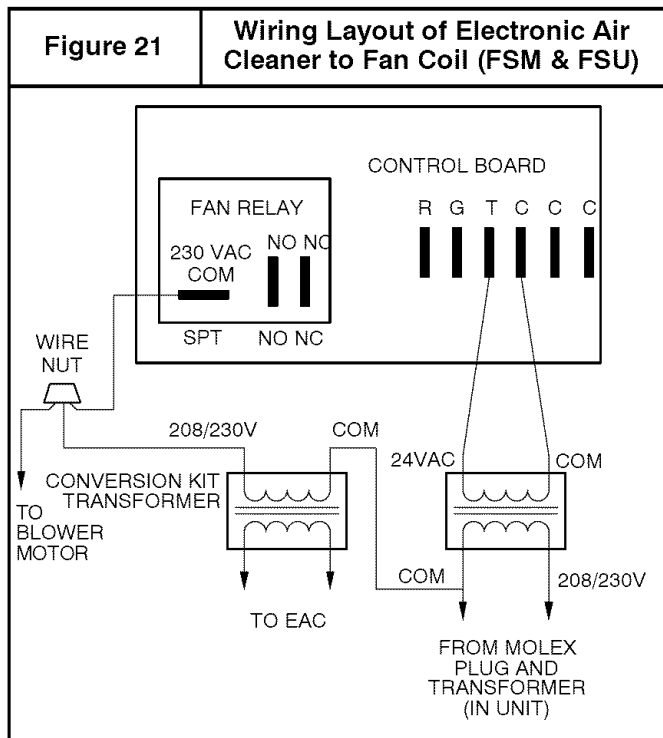 Figure 21
Wiring Layout of Electronic Air
Cleaner to Fan Coil (FSM & FSU)
CONTROL BOARD
R G T C C C
FAN RELAY
NO NC
230 VAC
COM
SPT
NO NC
WIRE
NUT
208/230V
COM
24VAC
COM
CONVERSION KIT
TRANSFORMER
TO
BLOWER
MOTOR
COM
208/230V
TO EAC
FROM MOLEX
PLUG AND
TRANSFORMER
(IN UNIT)